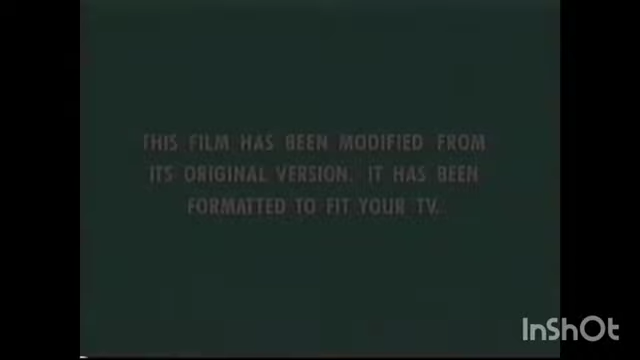 THIS FILM HAS BEEN MODIFIED FROM
ITS ORIGINAL VERSION. IT HAS BEEN
FORMATTED TO FIT YOUR TV.
InShOt